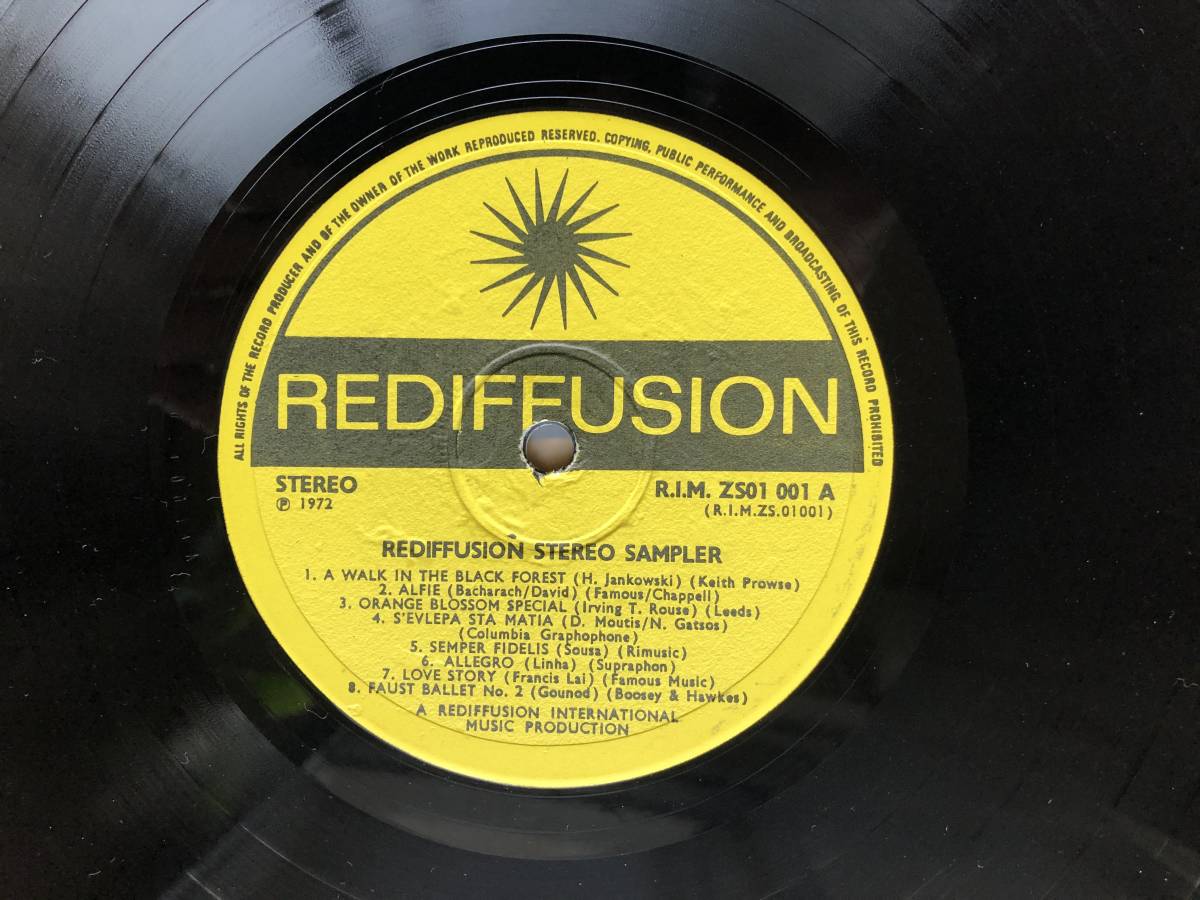 ALL RIGHTS OF THE RECORD PRODUCER AND OF THE OWNER OF THE WORK REPRODUCED RESERVED. COPYING, PUBLIC PERFORMANCE AND BROADCASTING OF THIS RECORD PROHIBITED
REDIFFUSION
STEREO
℗ 1972
R.I.M. ZS01 001 A
(R.I.M.ZS.01001)
REDIFFUSION STEREO SAMPLER
1. A WALK IN THE BLACK FOREST (H. Jankowski) (Keith Prowse)
2. ALFIE (Bacharach/David) (Famous/Chappell)
3. ORANGE BLOSSOM SPECIAL (Irving T. Rouse) (Leeds)
4. S'EVLEPA STA MATIA (D. Moutis/N. Gatsos)
(Columbia Graphophone)
5. SEMPER FIDELIS (Sousa) (Rimusic)
6. ALLEGRO (Linha) (Supraphon)
7. LOVE STORY (Francis Lai) (Famous Music)
8. FAUST BALLET No. 2 (Gounod) (Boosey & Hawkes)
A REDIFFUSION INTERNATIONAL
MUSIC PRODUCTION